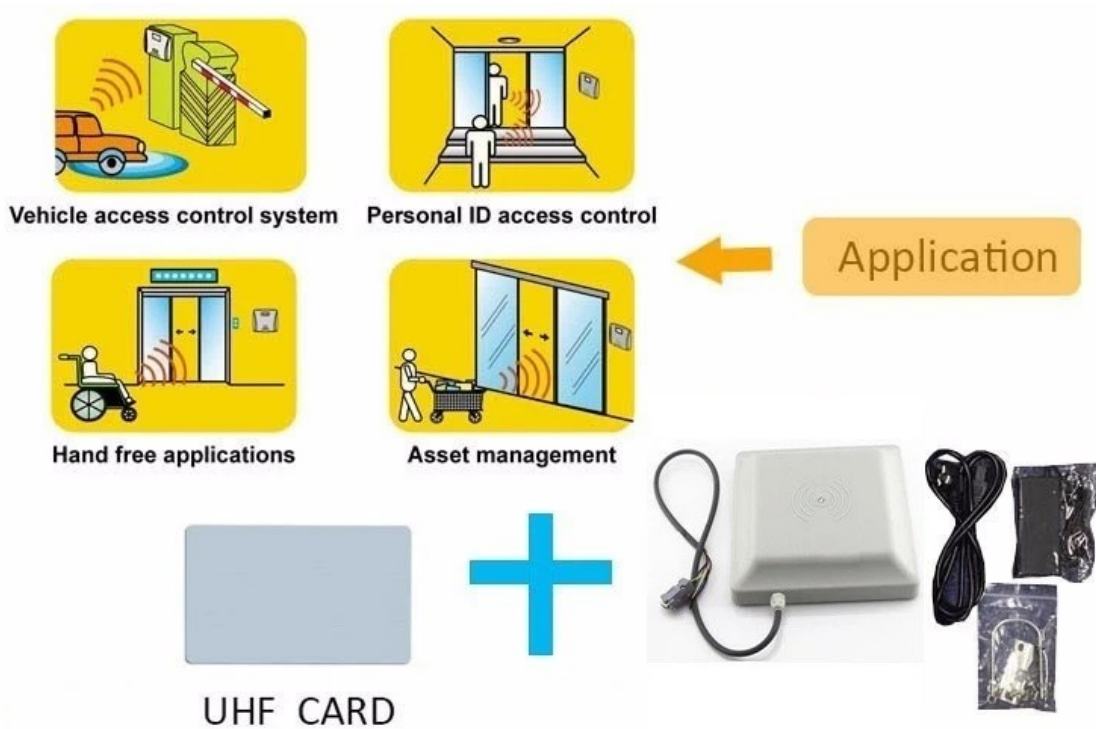 Vehicle access control system
Personal ID access control
Application
Hand free applications
Asset management
UHF CARD